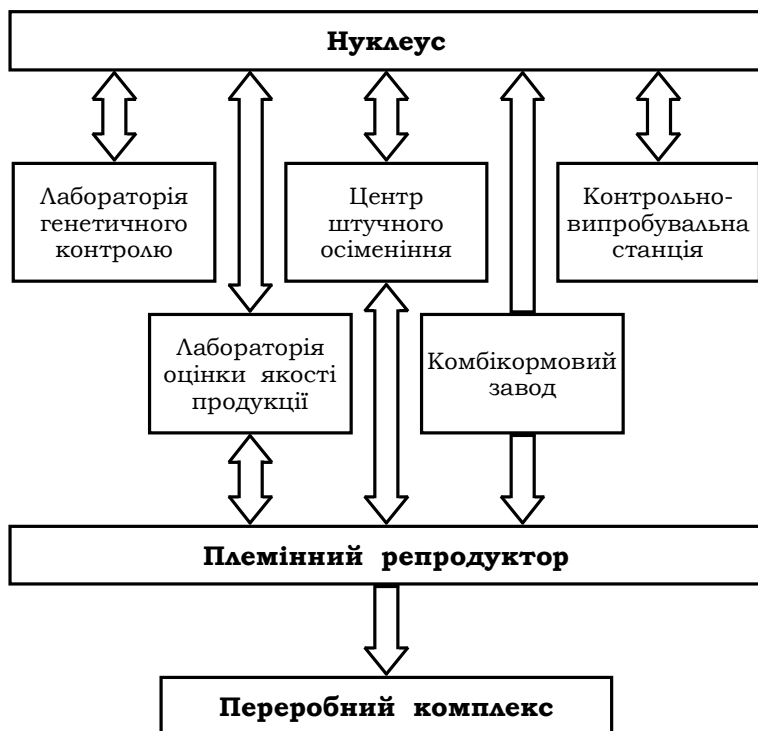 Нуклеус
Лабораторія
генетичного
контролю
Центр
штучного
осіменіння
Контрольно-
випробувальна
станція
Лабораторія
оцінки якості
продукції
Комбікормовий
завод
Племінний репродуктор
Переробний комплекс